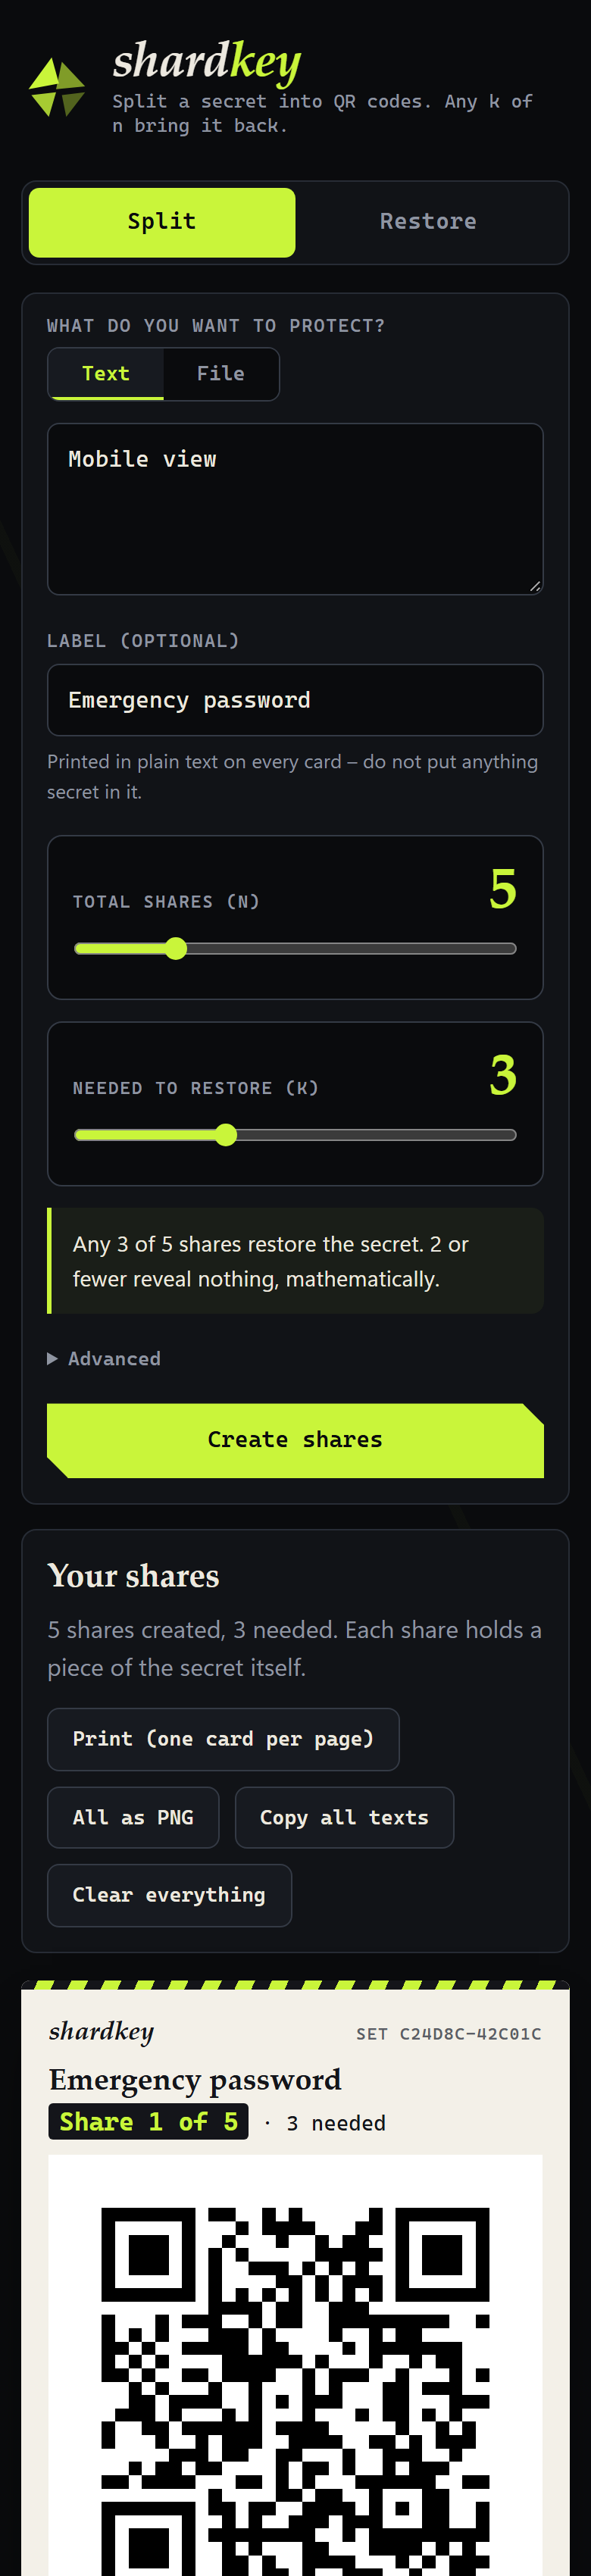 shardkey
Split a secret into QR codes. Any k of
n bring it back.
Split
Restore
WHAT DO YOU WANT TO PROTECT?
Text
File
Mobile view
LABEL (OPTIONAL)
Emergency password
Printed in plain text on every card – do not put anything
secret in it.
TOTAL SHARES (N)
5
NEEDED TO RESTORE (K)
3
Any 3 of 5 shares restore the secret. 2 or
fewer reveal nothing, mathematically.
Advanced
Create shares
Your shares
5 shares created, 3 needed. Each share holds a
piece of the secret itself.
Print (one card per page)
All as PNG
Copy all texts
Clear everything
shardkey
SET C24D8C-42C01C
Emergency password
Share 1 of 5 · 3 needed